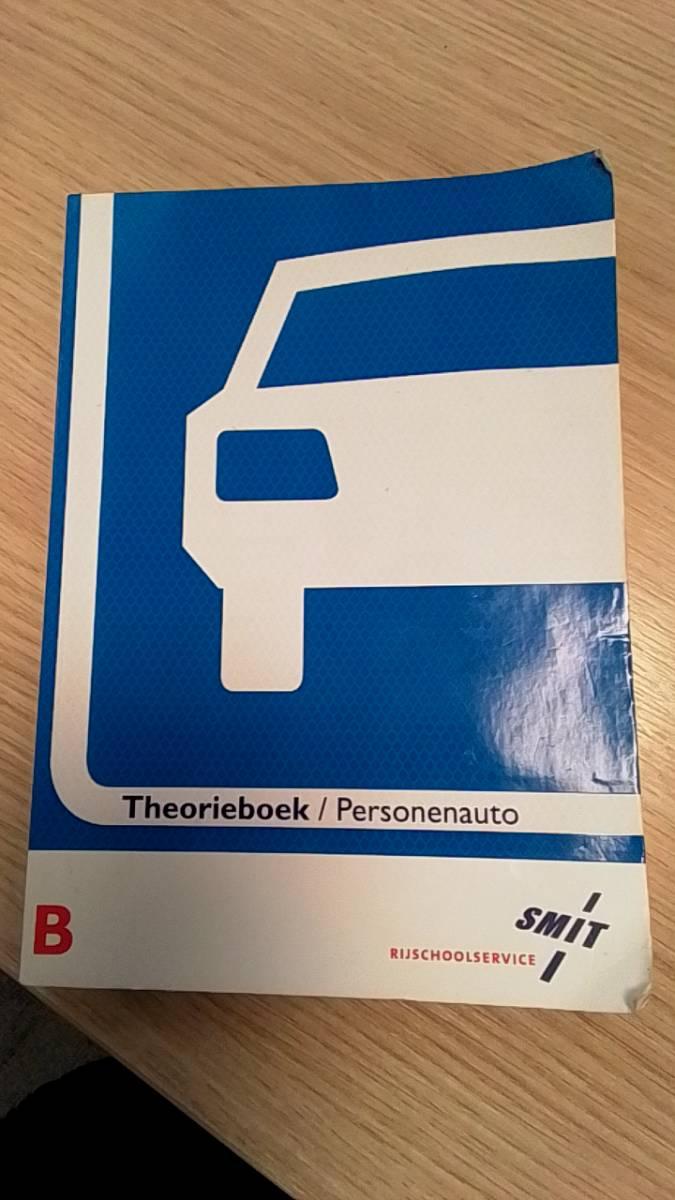 Theorieboek / Personenauto
B
SMIT
RIJSCHOOLSERVICE